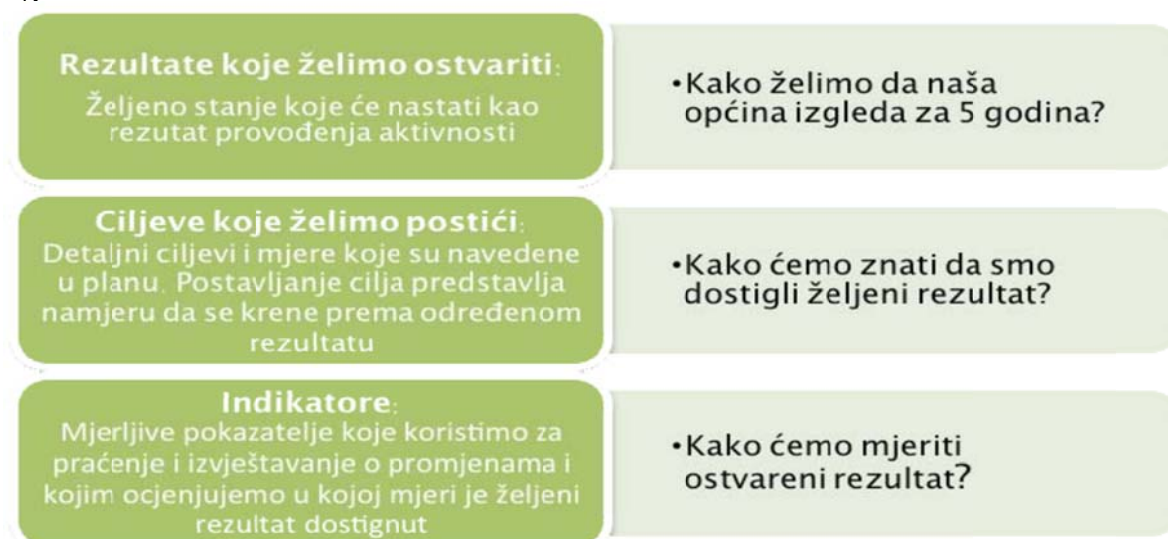 Rezultate koje želimo ostvariti:
Željeno stanje koje će nastati kao
rezutat provođenja aktivnosti
•Kako želimo da naša
općina izgleda za 5 godina?
Ciljeve koje želimo postići:
Detaljni ciljevi i mjere koje su navedene
u planu. Postavljanje cilja predstavlja
namjeru da se krene prema određenom
rezultatu
•Kako ćemo znati da smo
dostigli željeni rezultat?
Indikatore:
Mjerljive pokazatelje koje koristimo za
praćenje i izvještavanje o promjenama i
kojim ocjenjujemo u kojoj mjeri je željeni
rezultat dostignut
•Kako ćemo mjeriti
ostvareni rezultat?